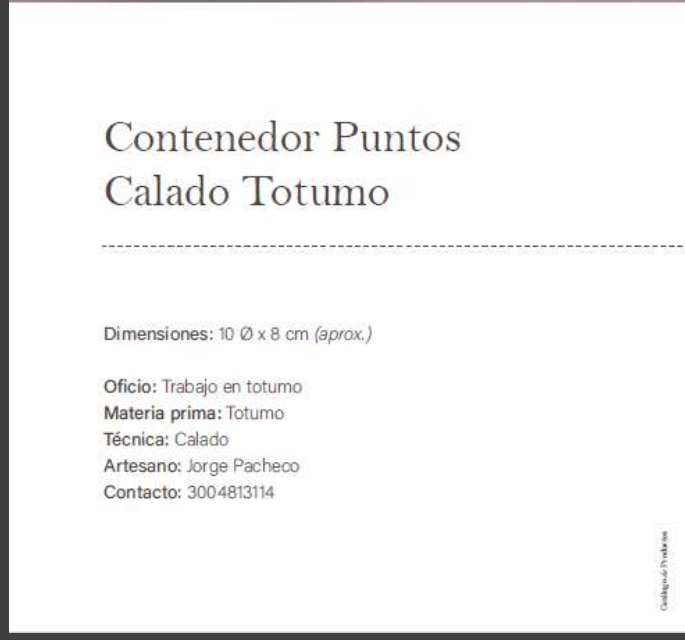 Contenedor Puntos
Calado Totumo
Dimensiones: 10 Ø x 8 cm (aprox.)
Oficio: Trabajo en totumo
Materia prima: Totumo
Técnica: Calado
Artesano: Jorge Pacheco
Contacto: 3004813114
Catálogo de Productos